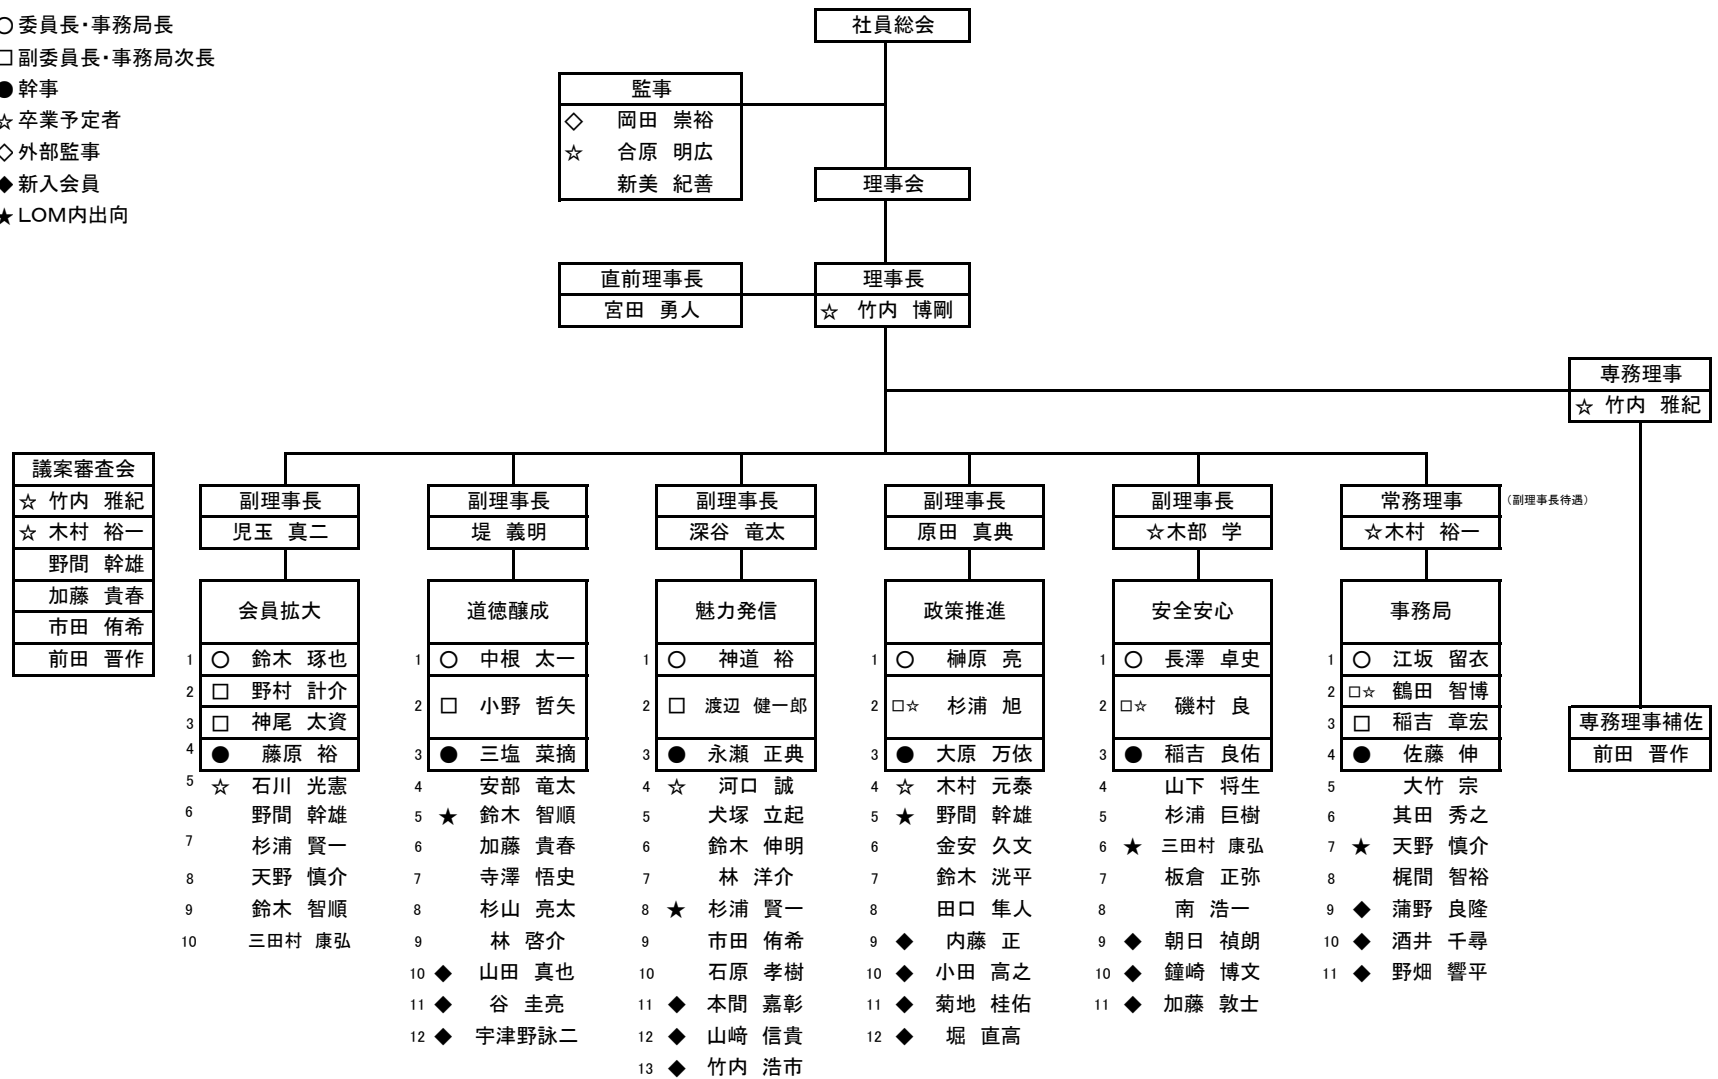 ○ 委員長・事務局長
□ 副委員長・事務局次長
● 幹事
☆ 卒業予定者
◇ 外部監事
◆ 新入会員
★ LOM内出向
社員総会
監事
◇ 岡田 崇裕
☆ 合原 明広
新美 紀善
理事会
直前理事長
宮田 勇人
理事長
☆ 竹内 博剛
専務理事
☆ 竹内 雅紀
議案審査会
☆ 竹内 雅紀
☆ 木村 裕一
野間 幹雄
加藤 貴春
市田 侑希
前田 晋作
副理事長
児玉 真二
会員拡大
1 ○ 鈴木 琢也
2 □ 野村 計介
3 □ 神尾 太資
4 ● 藤原 裕
5 ☆ 石川 光憲
6 野間 幹雄
7 杉浦 賢一
8 天野 慎介
9 鈴木 智順
10 三田村 康弘
副理事長
堤 義明
道徳醸成
1 ○ 中根 太一
2 □ 小野 哲矢
3 ● 三塩 菜摘
4 安部 竜太
5 ★ 鈴木 智順
6 加藤 貴春
7 寺澤 悟史
8 杉山 亮太
9 林 啓介
10 ◆ 山田 真也
11 ◆ 谷 圭亮
12 ◆ 宇津野詠二
副理事長
深谷 竜太
魅力発信
1 ○ 神道 裕
2 □ 渡辺 健一郎
3 ● 永瀬 正典
4 ☆ 河口 誠
5 犬塚 立起
6 鈴木 伸明
7 林 洋介
8 ★ 杉浦 賢一
9 市田 侑希
10 石原 孝樹
11 ◆ 本間 嘉彰
12 ◆ 山﨑 信貴
13 ◆ 竹内 浩市
副理事長
原田 真典
政策推進
1 ○ 榊原 亮
2 □☆ 杉浦 旭
3 ● 大原 万依
4 ☆ 木村 元泰
5 ★ 野間 幹雄
6 金安 久文
7 鈴木 洸平
8 田口 隼人
9 ◆ 内藤 正
10 ◆ 小田 高之
11 ◆ 菊地 桂佑
12 ◆ 堀 直高
副理事長
☆木部 学
安全安心
1 ○ 長澤 卓史
2 □☆ 磯村 良
3 ● 稲吉 良佑
4 山下 将生
5 杉浦 巨樹
6 ★ 三田村 康弘
7 板倉 正弥
8 南 浩一
9 ◆ 朝日 禎朗
10 ◆ 鐘崎 博文
11 ◆ 加藤 敦士
常務理事
(副理事長待遇)
☆木村 裕一
事務局
1 ○ 江坂 留衣
2 □☆ 鶴田 智博
3 □ 稲吉 章宏
4 ● 佐藤 伸
5 大竹 宗
6 其田 秀之
7 ★ 天野 慎介
8 梶間 智裕
9 ◆ 蒲野 良隆
10 ◆ 酒井 千尋
11 ◆ 野畑 響平
専務理事補佐
前田 晋作